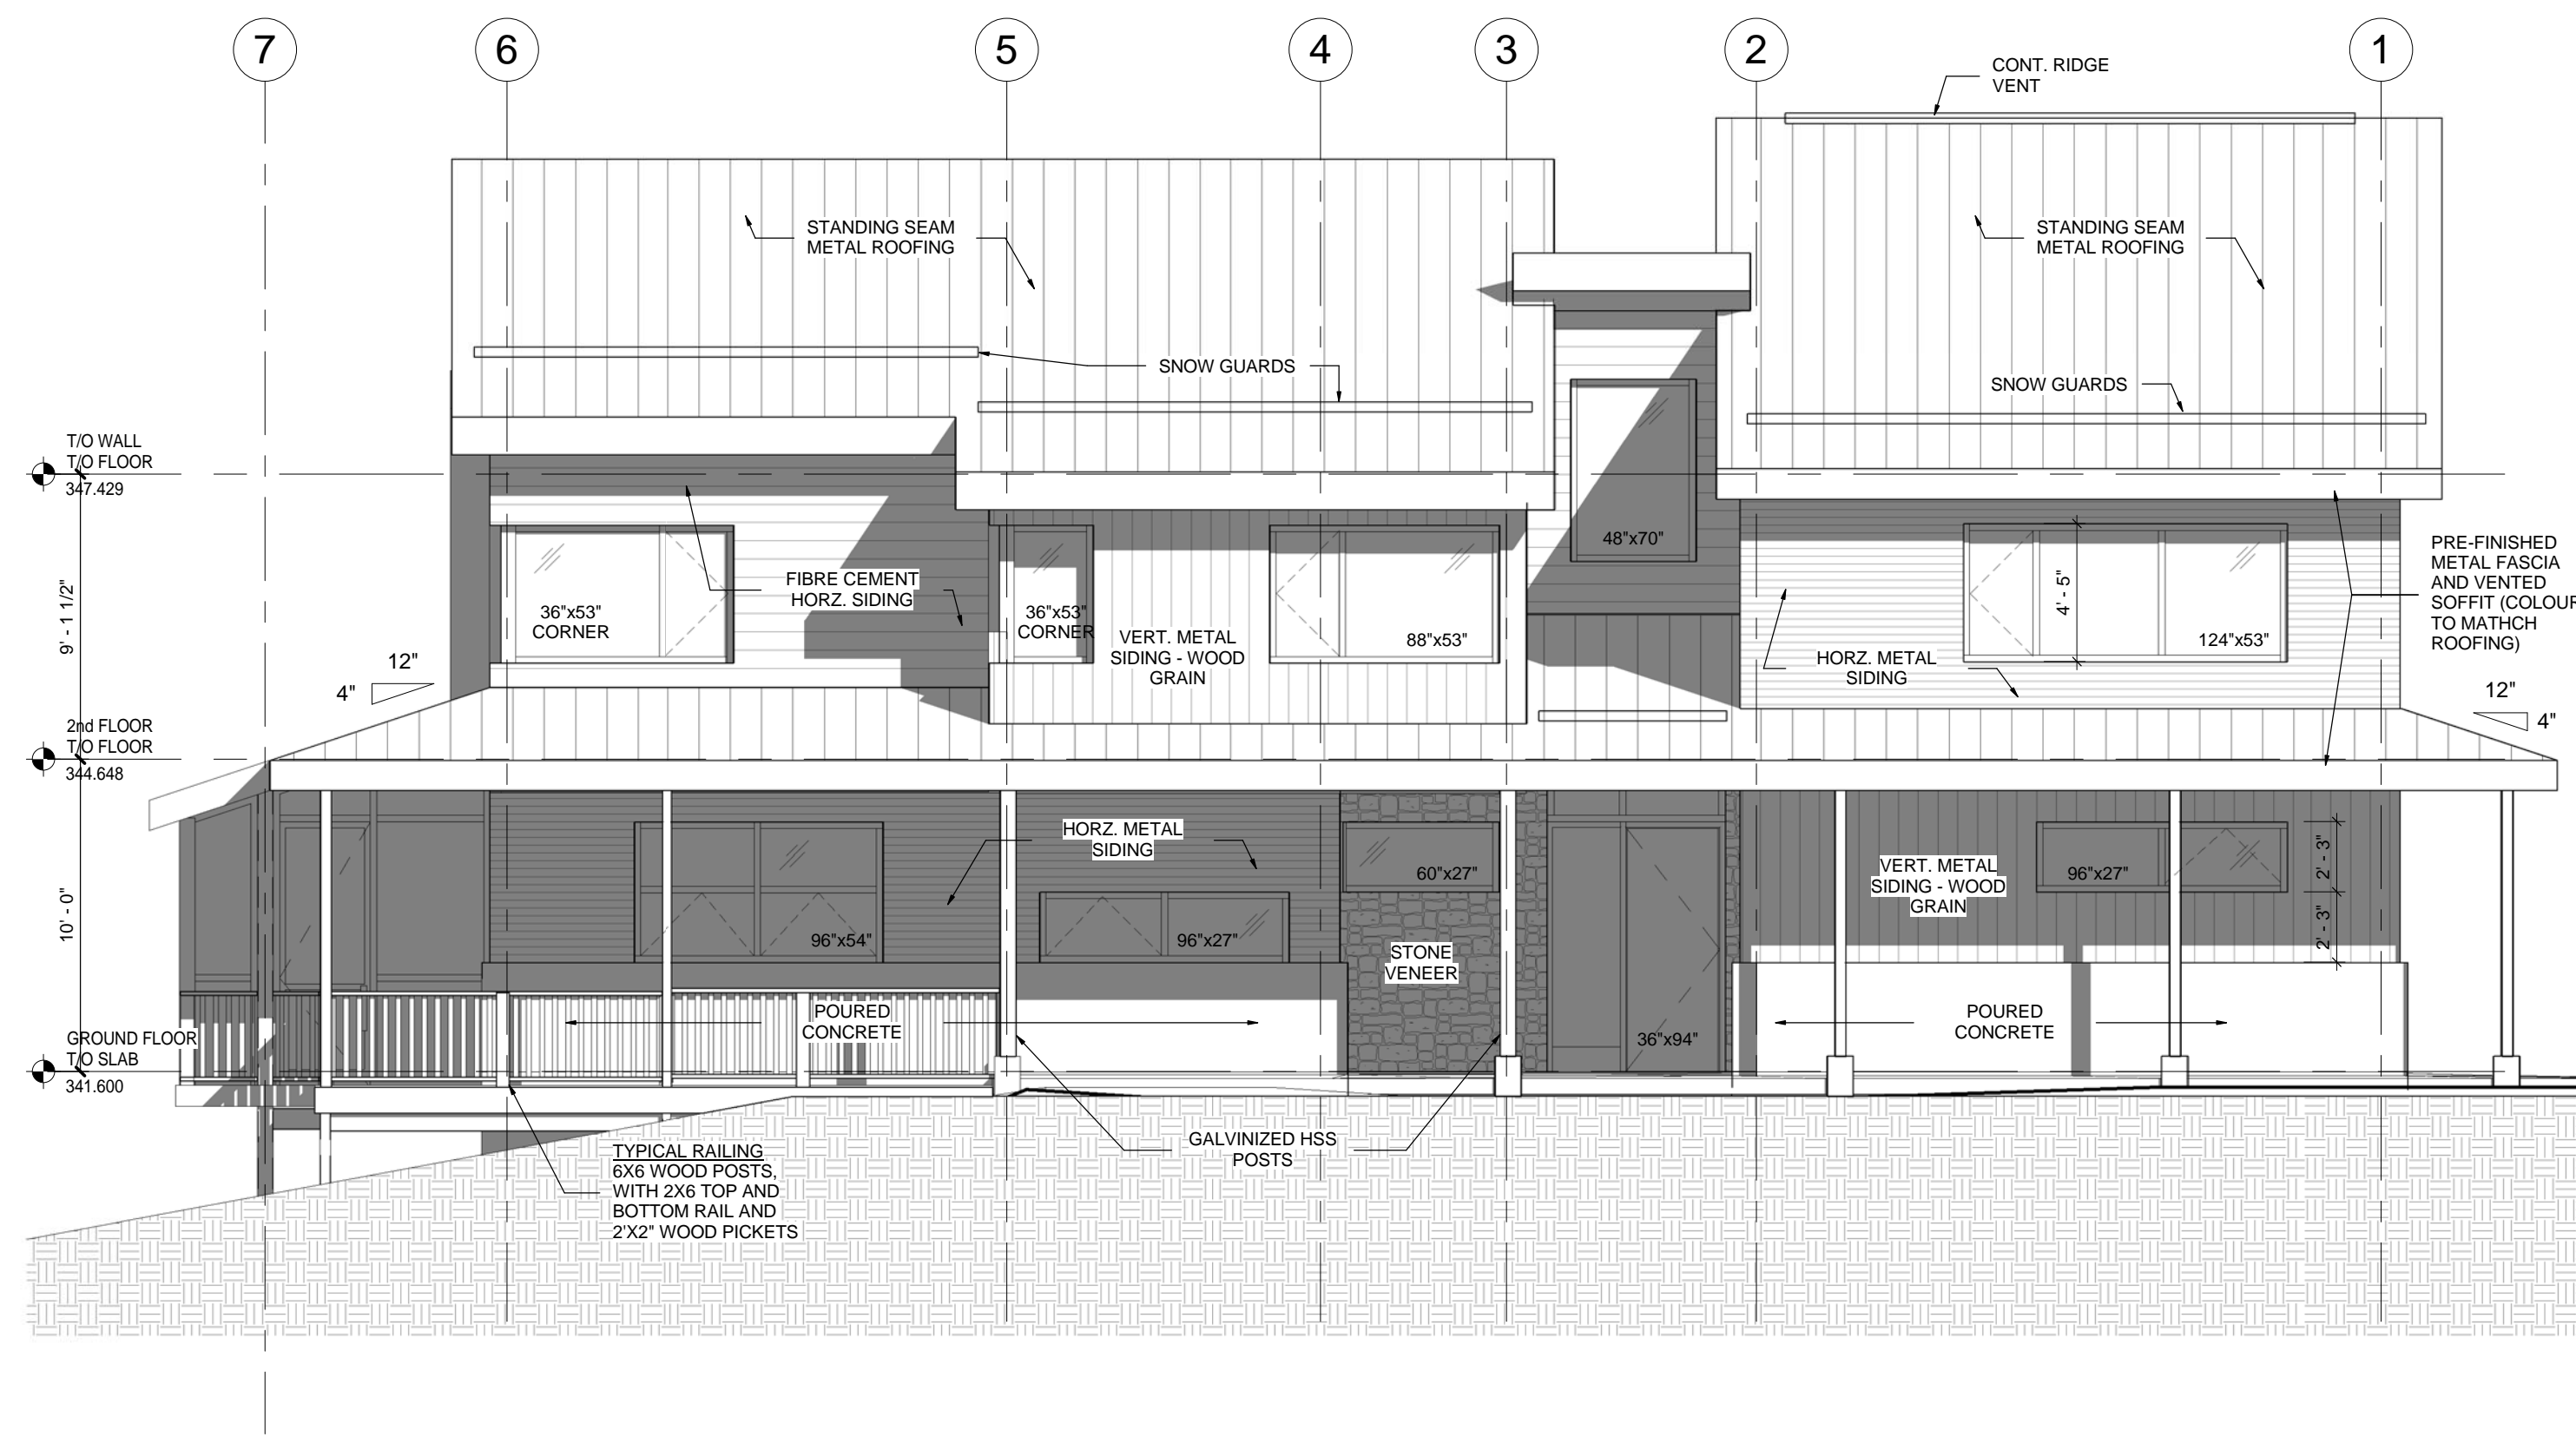 7
6
5
4
3
2
1
CONT. RIDGE
VENT
STANDING SEAM
METAL ROOFING
STANDING SEAM
METAL ROOFING
SNOW GUARDS
SNOW GUARDS
T/O WALL
T/O FLOOR
347.429
9' - 1 1/2"
36"x53"
CORNER
FIBRE CEMENT
HORZ. SIDING
36"x53"
CORNER
VERT. METAL
SIDING - WOOD
GRAIN
88"x53"
48"x70"
4' - 5"
124"x53"
HORZ. METAL
SIDING
PRE-FINISHED
METAL FASCIA
AND VENTED
SOFFIT (COLOUR
TO MATHCH
ROOFING)
12"
4"
12"
4"
2nd FLOOR
T/O FLOOR
344.648
10' - 0"
HORZ. METAL
SIDING
96"x54"
96"x27"
60"x27"
STONE
VENEER
36"x94"
VERT. METAL
SIDING - WOOD
GRAIN
96"x27"
2' - 3"
2' - 3"
POURED
CONCRETE
POURED
CONCRETE
GROUND FLOOR
T/O SLAB
341.600
GALVINIZED HSS
POSTS
TYPICAL RAILING
6X6 WOOD POSTS,
WITH 2X6 TOP AND
BOTTOM RAIL AND
2'X2" WOOD PICKETS